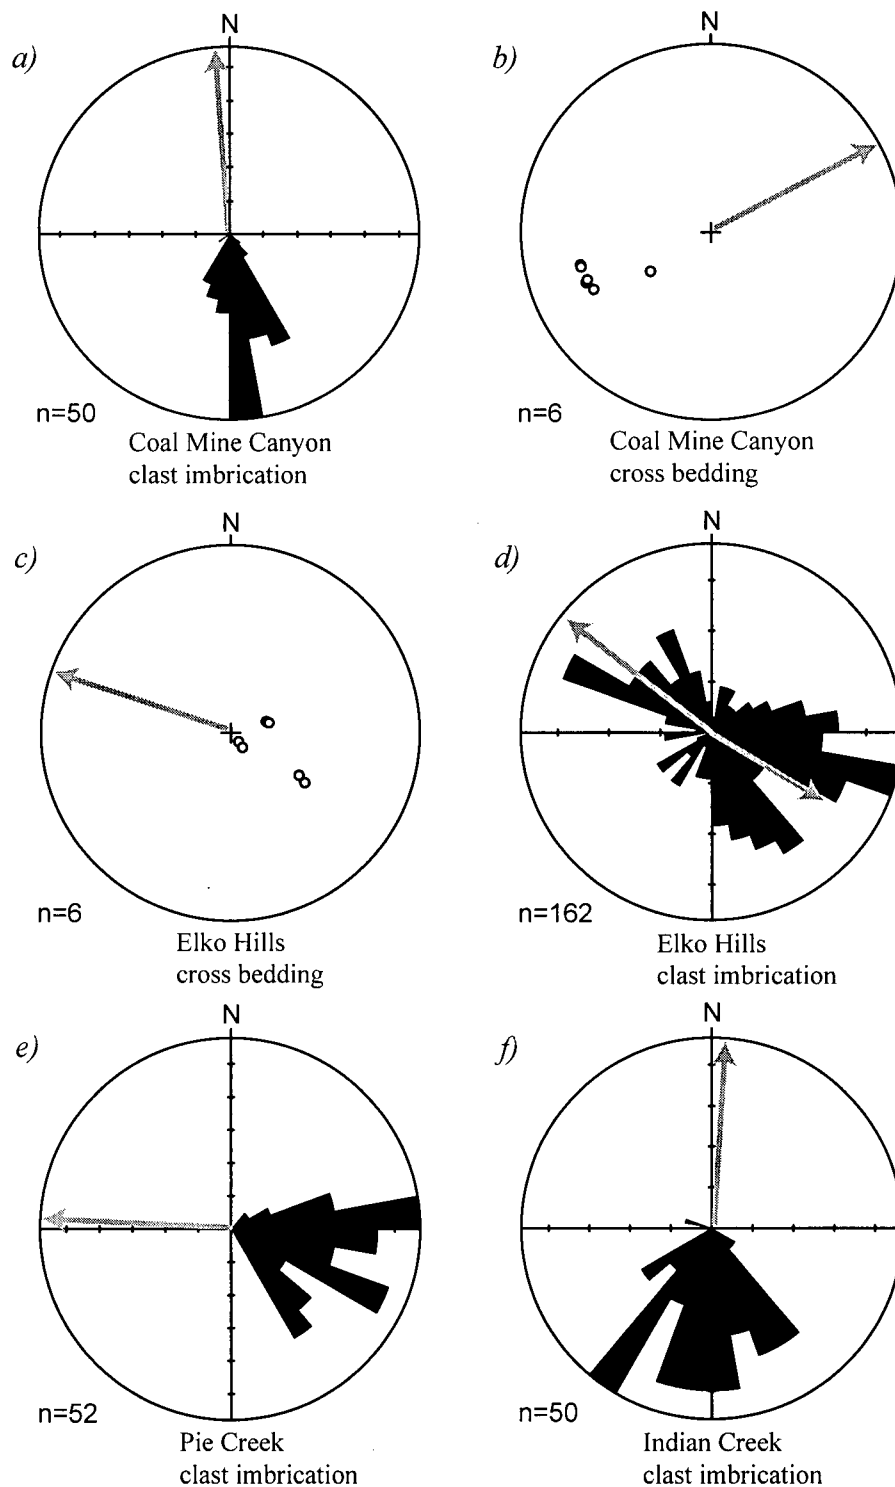 a)
N
n=50
Coal Mine Canyon
clast imbrication
b)
N
n=6
Coal Mine Canyon
cross bedding
c)
N
n=6
Elko Hills
cross bedding
d)
N
n=162
Elko Hills
clast imbrication
e)
N
n=52
Pie Creek
clast imbrication
f)
N
n=50
Indian Creek
clast imbrication